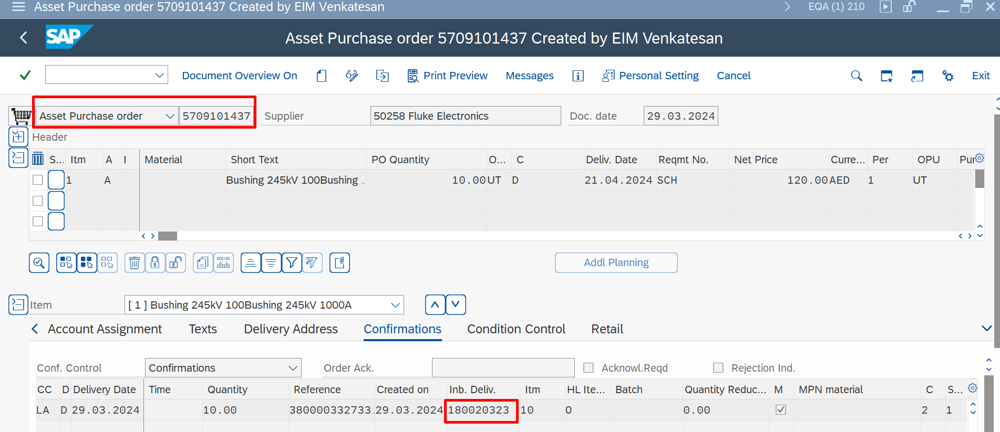 Asset Purchase order 5709101437 Created by EIM Venkatesan EQA (1) 210
SAP Asset Purchase order 5709101437 Created by EIM Venkatesan
Document Overview On Print Preview Messages Personal Setting Cancel Exit
Asset Purchase order 5709101437 Supplier 50258 Fluke Electronics Doc. date 29.03.2024
Header
S... Itm A I Material Short Text PO Quantity O... C Deliv. Date Reqmt No. Net Price Curre... Per OPU Pur
1 A Bushing 245kV 100Bushing ... 10.00 UT D 21.04.2024 SCH 120.00 AED 1 UT
Addl Planning
Item [ 1 ] Bushing 245kV 100Bushing 245kV 1000A
Account Assignment Texts Delivery Address Confirmations Condition Control Retail
Conf. Control Confirmations Order Ack. Acknowl.Reqd Rejection Ind.
CC D Delivery Date Time Quantity Reference Created on Inb. Deliv. Itm HL Ite... Batch Quantity Reduc... M MPN material C S...
LA D 29.03.2024 10.00 380000332733... 29.03.2024 180020323 10 0 0.00 2 1